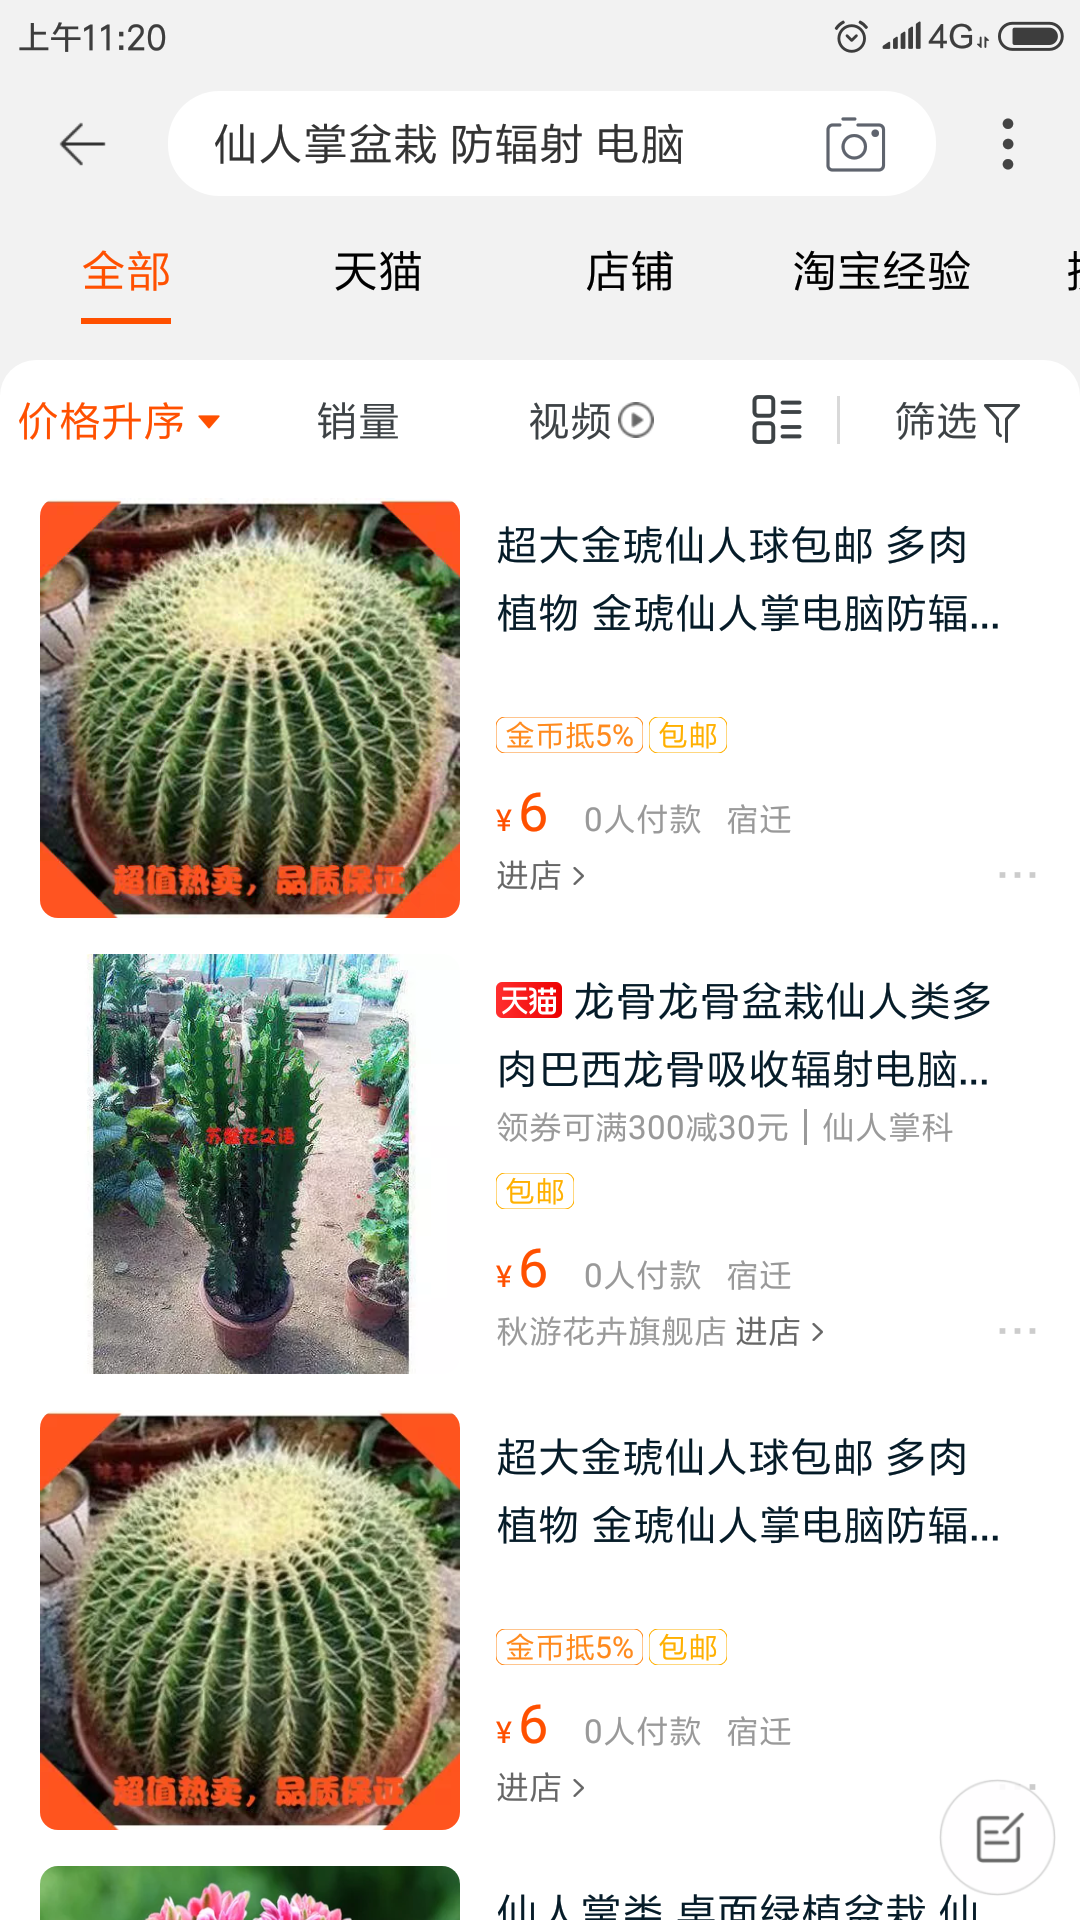 上午11:20
4G
仙人掌盆栽 防辐射 电脑
全部 天猫 店铺 淘宝经验
价格升序 销量 视频 筛选
超大金琥仙人球包邮 多肉
植物 金琥仙人掌电脑防辐...
金币抵5% 包邮
¥6 0人付款 宿迁
进店 >
超值热卖，品质保证
天猫 龙骨龙骨盆栽仙人类多
肉巴西龙骨吸收辐射电脑...
领券可满300减30元 | 仙人掌科
包邮
¥6 0人付款 宿迁
秋游花卉旗舰店 进店 >
超大金琥仙人球包邮 多肉
植物 金琥仙人掌电脑防辐...
金币抵5% 包邮
¥6 0人付款 宿迁
进店 >
超值热卖，品质保证
仙人掌类 桌面绿植盆栽 仙